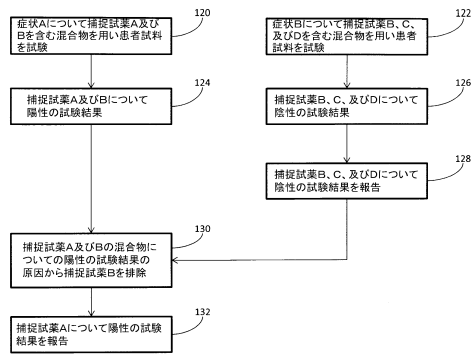 120
症状Aについて捕捉試薬A及び
Bを含む混合物を用い患者試料
を試験
122
症状Bについて捕捉試薬B、C、
及びDを含む混合物を用い患者
試料を試験
124
捕捉試薬A及びBについて
陽性の試験結果
126
捕捉試薬B、C、及びDについて
陰性の試験結果
128
捕捉試薬B、C、及びDについて
陰性の試験結果を報告
130
捕捉試薬A及びBの混合物に
ついての陽性の試験結果の
原因から捕捉試薬Bを排除
132
捕捉試薬Aについて陽性の試験
結果を報告